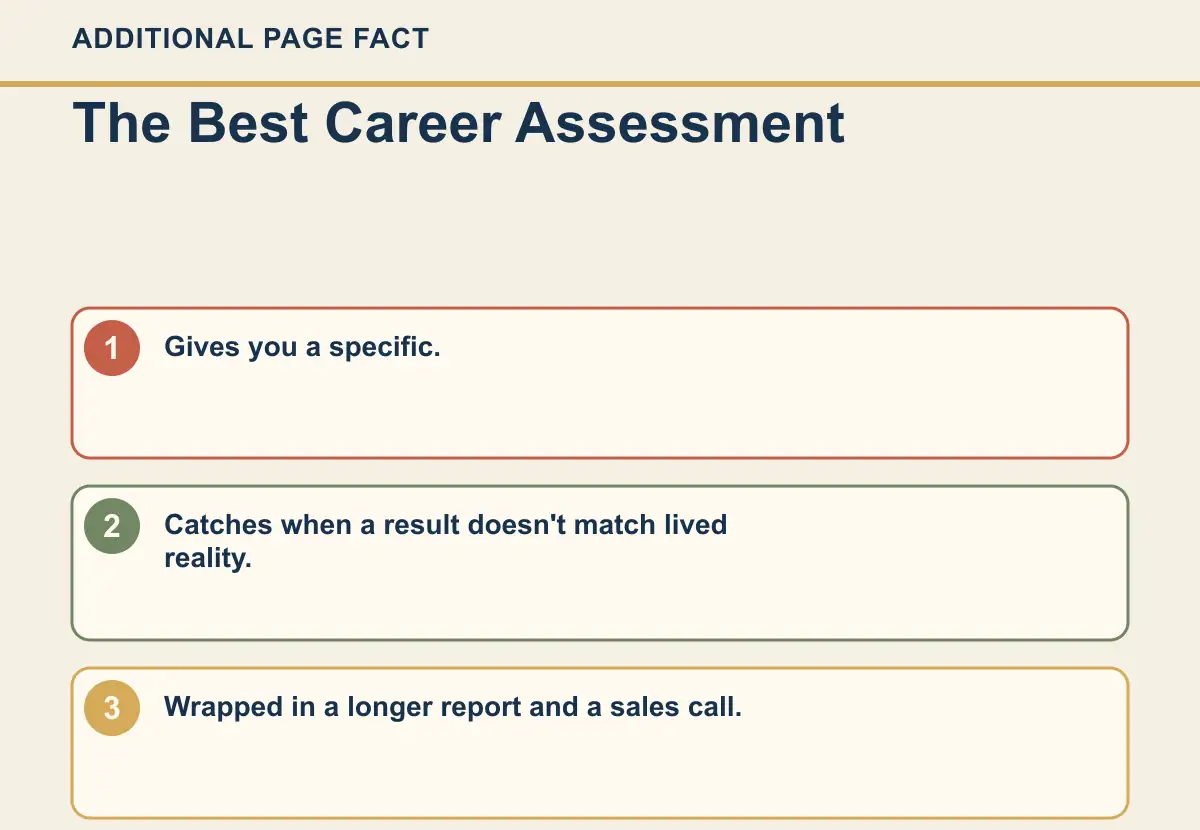 ADDITIONAL PAGE FACT
The Best Career Assessment
1
Gives you a specific.
2
Catches when a result doesn't match lived
reality.
3
Wrapped in a longer report and a sales call.